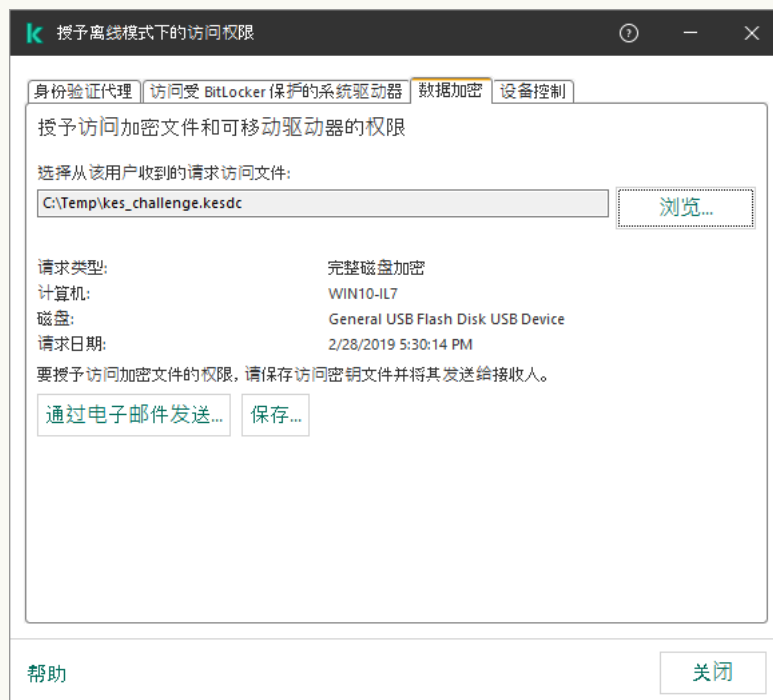 授予离线模式下的访问权限
身份验证代理 访问受 BitLocker 保护的系统驱动器 数据加密 设备控制
授予访问加密文件和可移动驱动器的权限
选择从该用户收到的请求访问文件:
C:\Temp\kes_challenge.kesdc 浏览...
请求类型: 完整磁盘加密
计算机: WIN10-IL7
磁盘: General USB Flash Disk USB Device
请求日期: 2/28/2019 5:30:14 PM
要授予访问加密文件的权限, 请保存访问密钥文件并将其发送给接收人。
通过电子邮件发送... 保存...
帮助 关闭